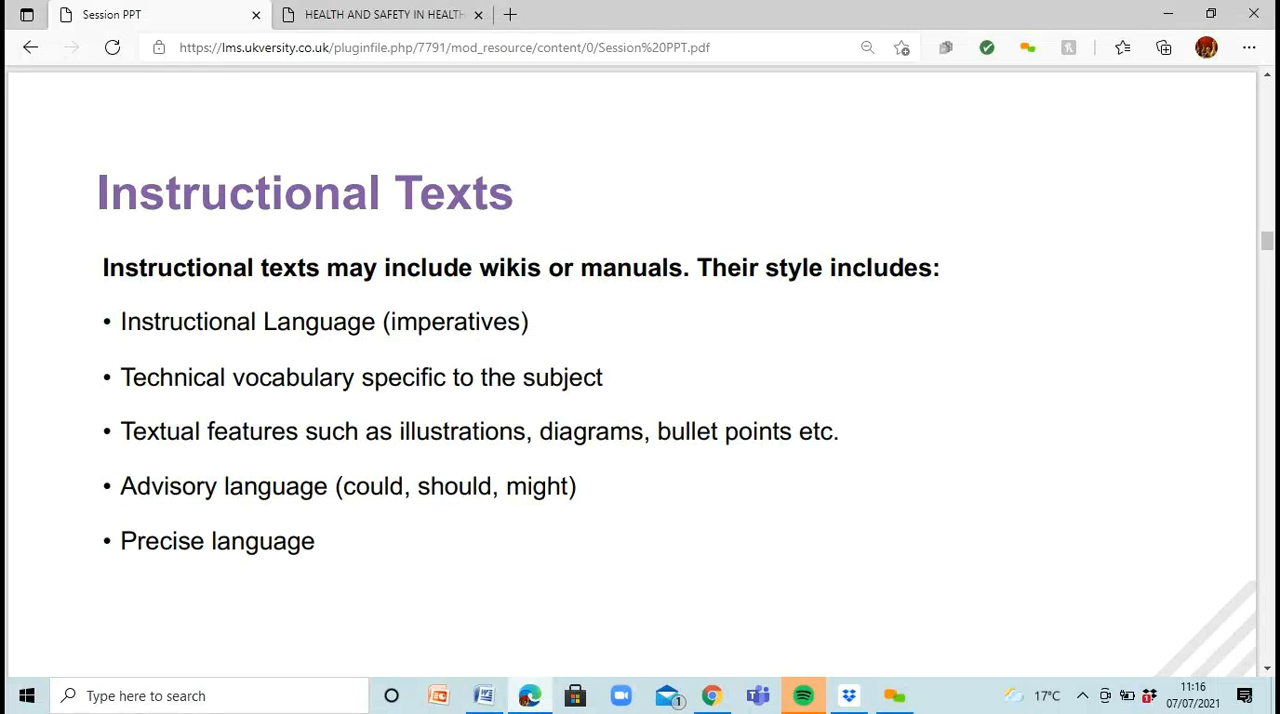 Session PPT
HEALTH AND SAFETY IN HEALTH
https://lms.ukversity.co.uk/pluginfile.php/7791/mod_resource/content/0/Session%20PPT.pdf
Instructional Texts
Instructional texts may include wikis or manuals. Their style includes:
• Instructional Language (imperatives)
• Technical vocabulary specific to the subject
• Textual features such as illustrations, diagrams, bullet points etc.
• Advisory language (could, should, might)
• Precise language
Type here to search
1
17°C
11:16
07/07/2021